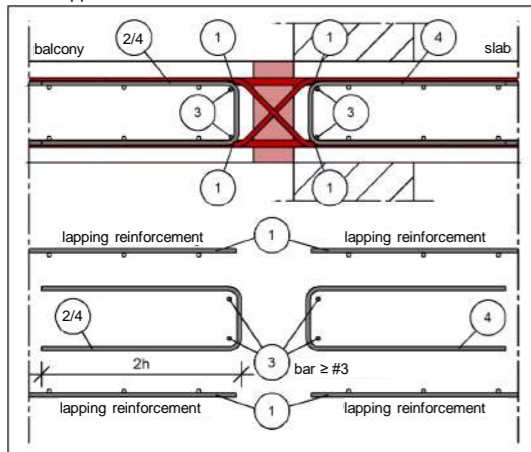 2/4 1 1 4
balcony slab
3 3
1 1
lapping reinforcement 1 lapping reinforcement
2/4 4
2h 3 bar ≥ #3
lapping reinforcement 1 lapping reinforcement